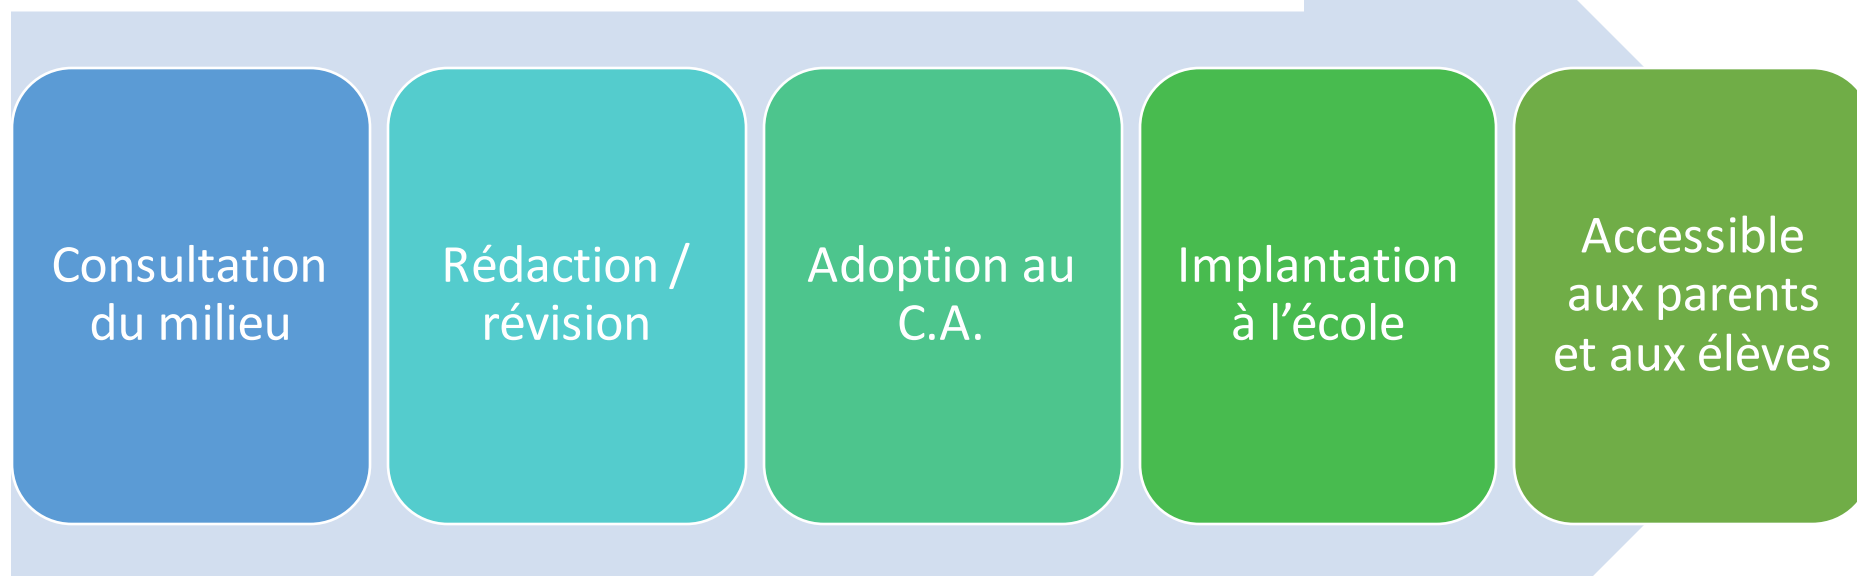 Consultation
du milieu
Rédaction /
révision
Adoption au
C.A.
Implantation
à l’école
Accessible
aux parents
et aux élèves